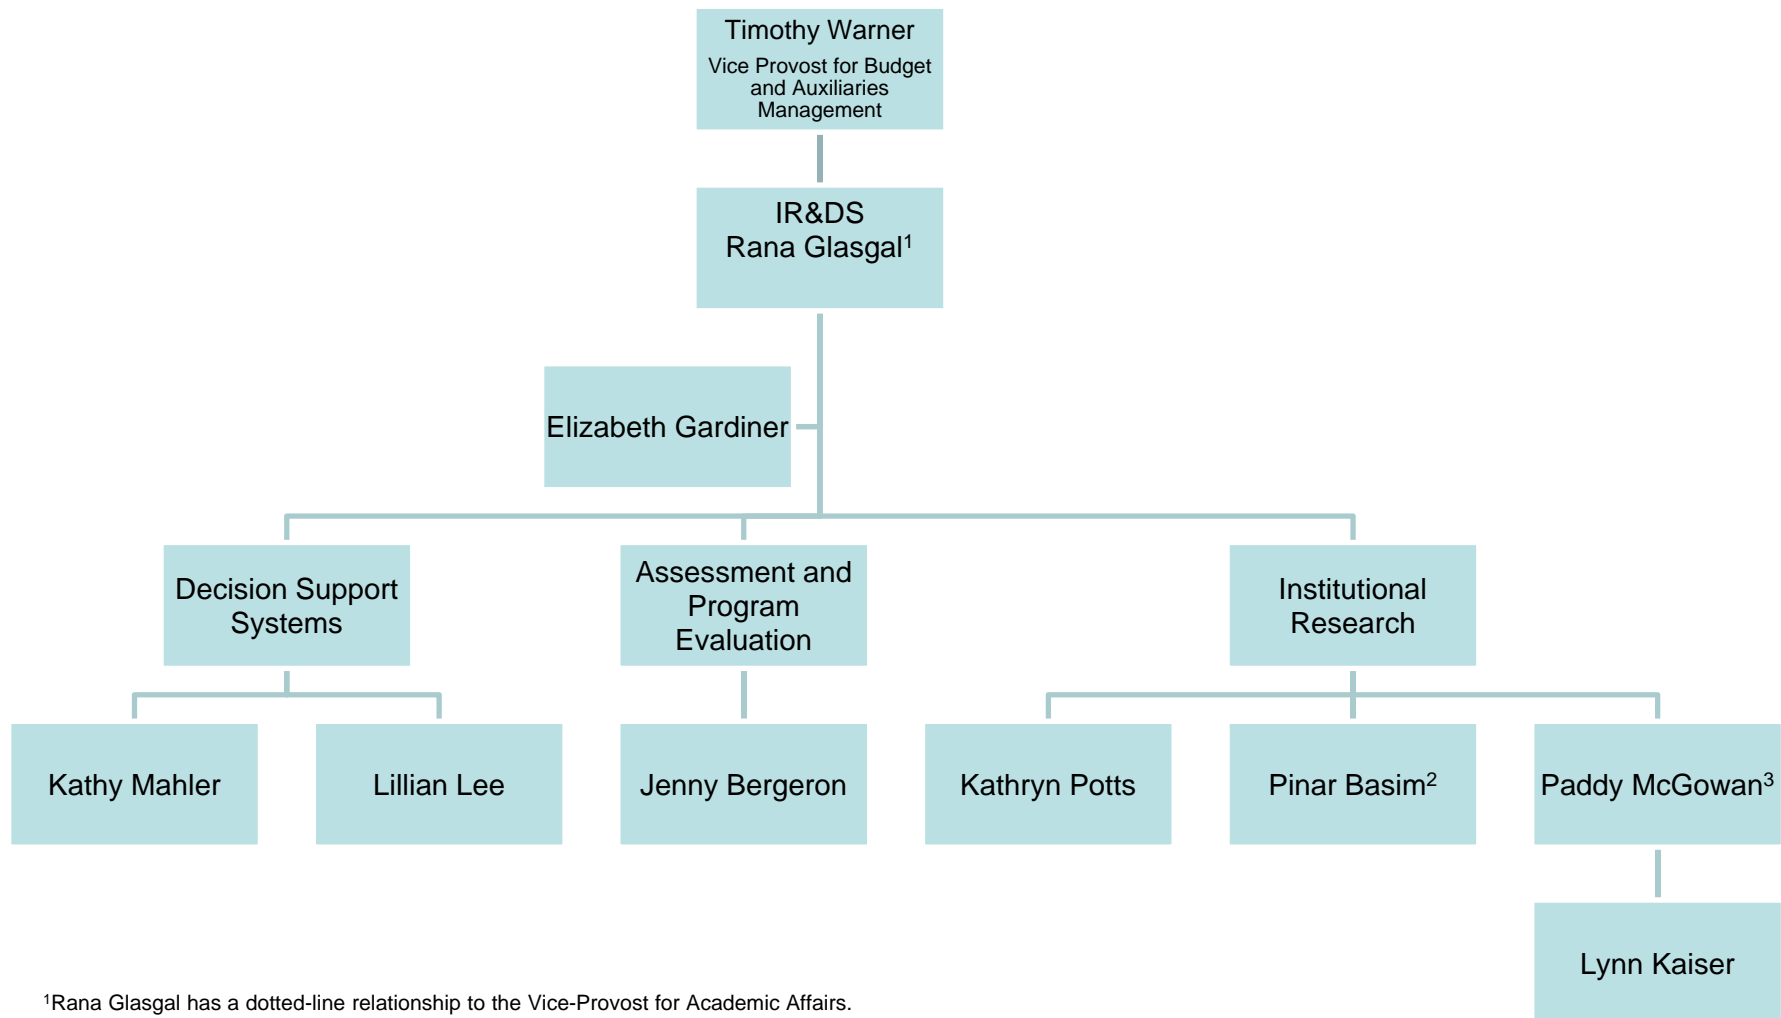 Timothy Warner
Vice Provost for Budget
and Auxiliaries
Management
IR&DS
Rana Glasgal¹
Elizabeth Gardiner
Decision Support
Systems
Assessment and
Program
Evaluation
Institutional
Research
Kathy Mahler
Lillian Lee
Jenny Bergeron
Kathryn Potts
Pinar Basim²
Paddy McGowan³
Lynn Kaiser
¹Rana Glasgal has a dotted-line relationship to the Vice-Provost for Academic Affairs.